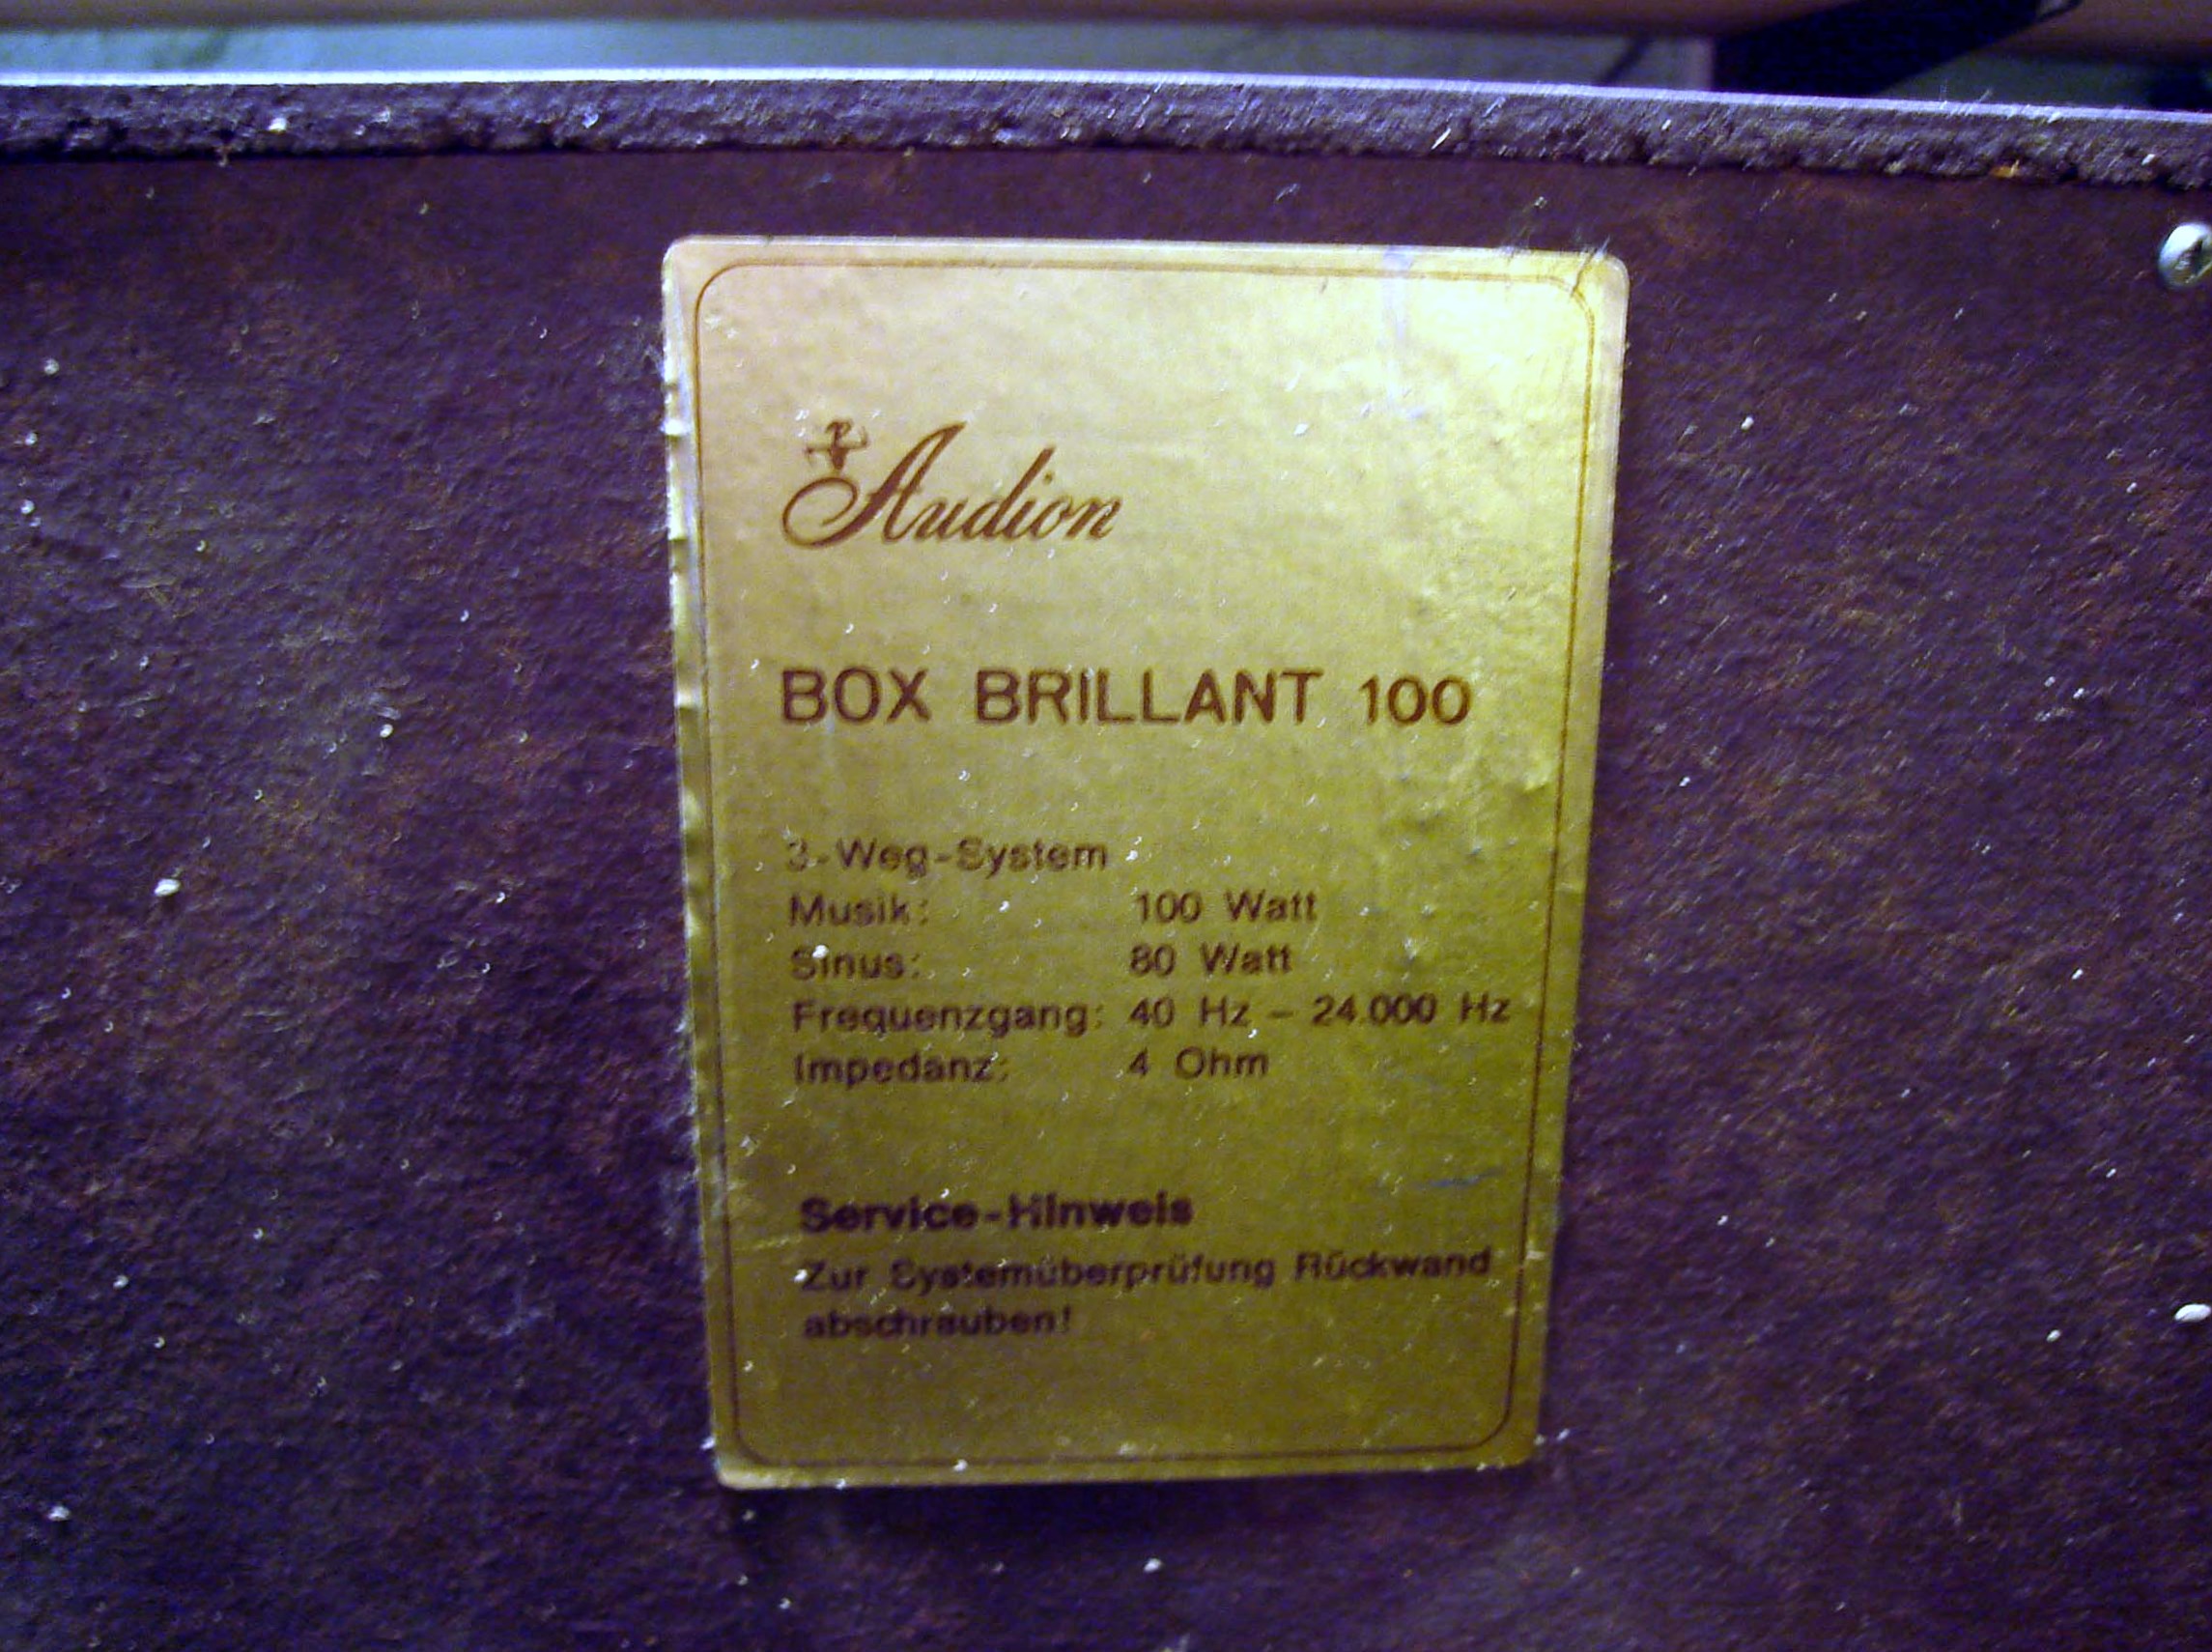 Audion
BOX BRILLANT 100
3-Weg-System
Musik: 100 Watt
Sinus: 80 Watt
Frequenzgang: 40 Hz – 24.000 Hz
Impedanz: 4 Ohm
Service-Hinweis
Zur Systemüberprüfung Rückwand
abschrauben!